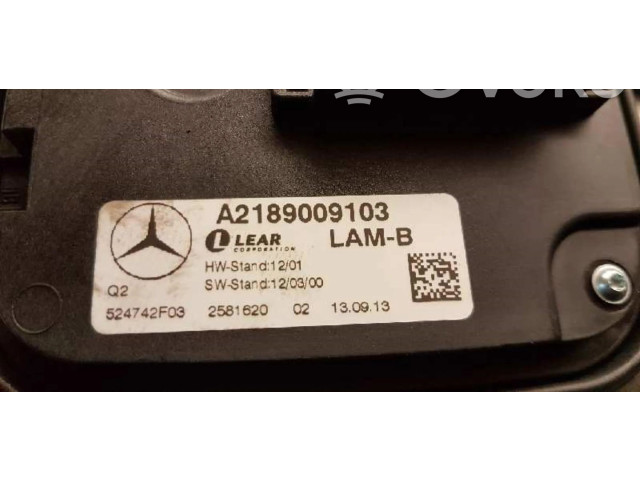 A2189009103
LEAR
CORPORATION
LAM-B
HW-Stand:12/01
SW-Stand:12/03/00
Q2
524742F03 2581620 02 13.09.13